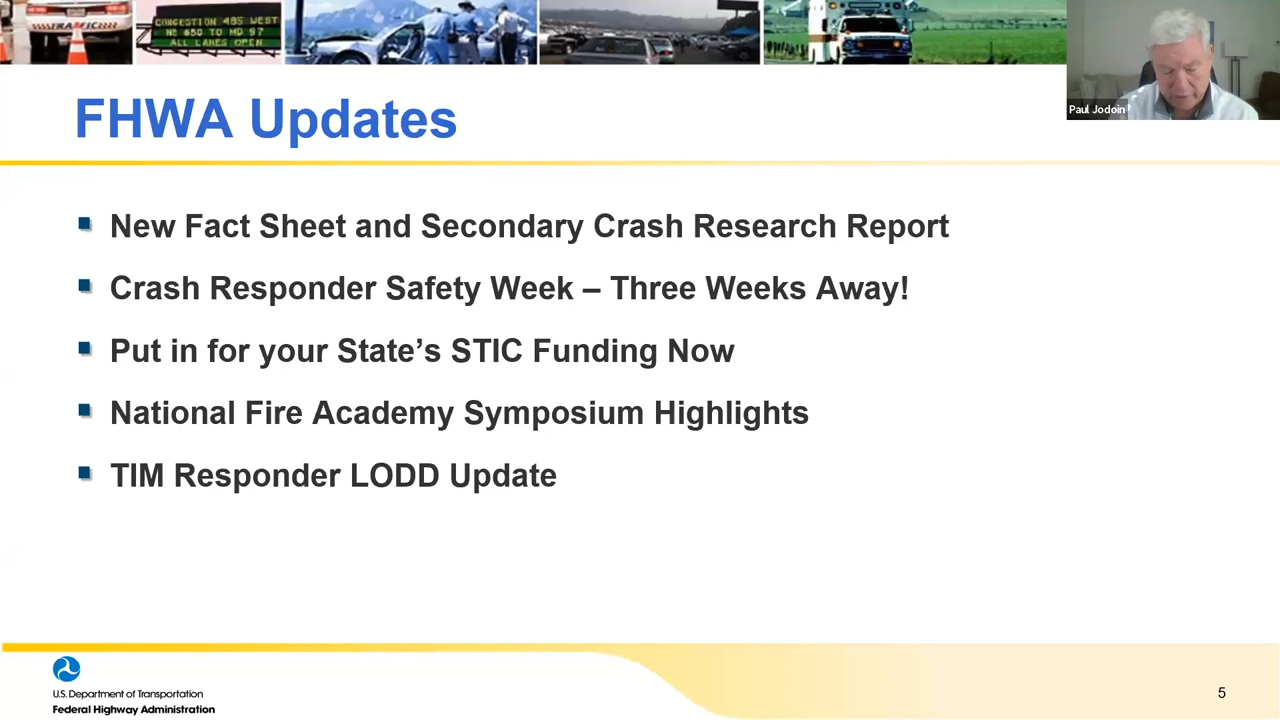 TRAFFIC
CONGESTION 485 WEST
NE 650 TO MD 97
ALL LANES OPEN
Paul Jodoin
FHWA Updates
New Fact Sheet and Secondary Crash Research Report
Crash Responder Safety Week – Three Weeks Away!
Put in for your State’s STIC Funding Now
National Fire Academy Symposium Highlights
TIM Responder LODD Update
U.S. Department of Transportation
Federal Highway Administration
5